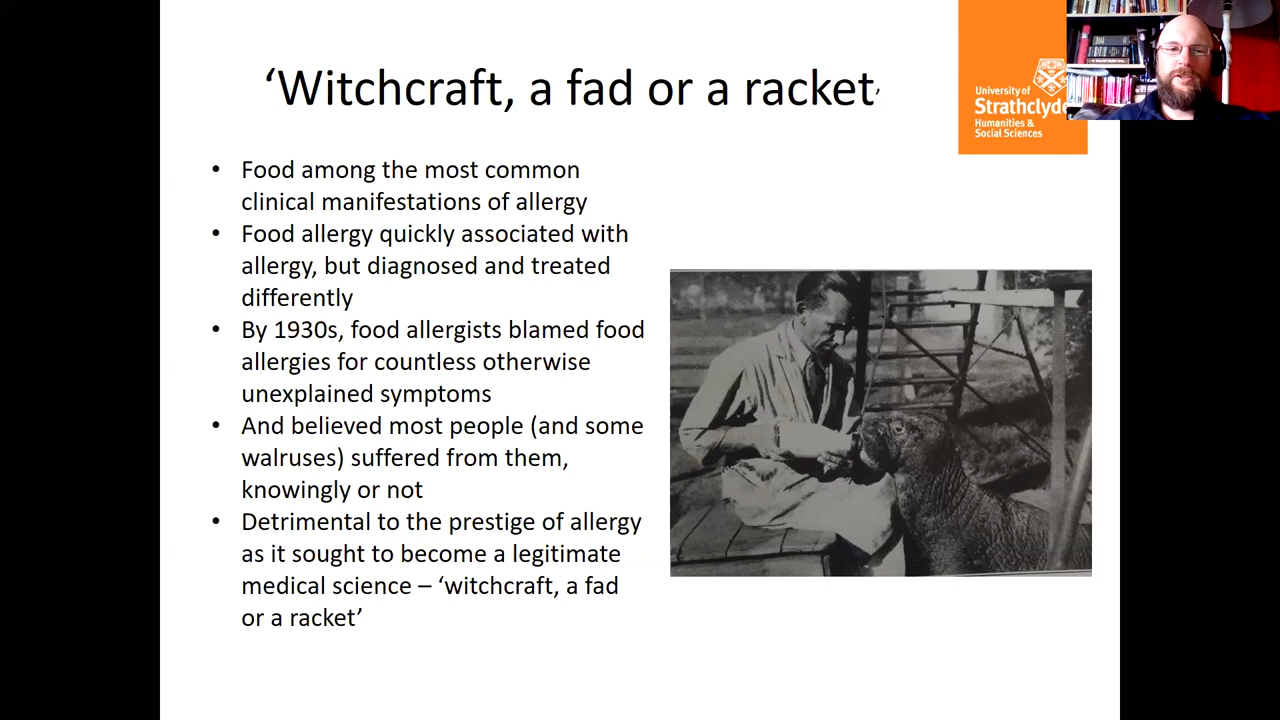 ‘Witchcraft, a fad or a racket’
University of
Strathclyde
Humanities &
Social Sciences
• Food among the most common
clinical manifestations of allergy
• Food allergy quickly associated with
allergy, but diagnosed and treated
differently
• By 1930s, food allergists blamed food
allergies for countless otherwise
unexplained symptoms
• And believed most people (and some
walruses) suffered from them,
knowingly or not
• Detrimental to the prestige of allergy
as it sought to become a legitimate
medical science – ‘witchcraft, a fad
or a racket’